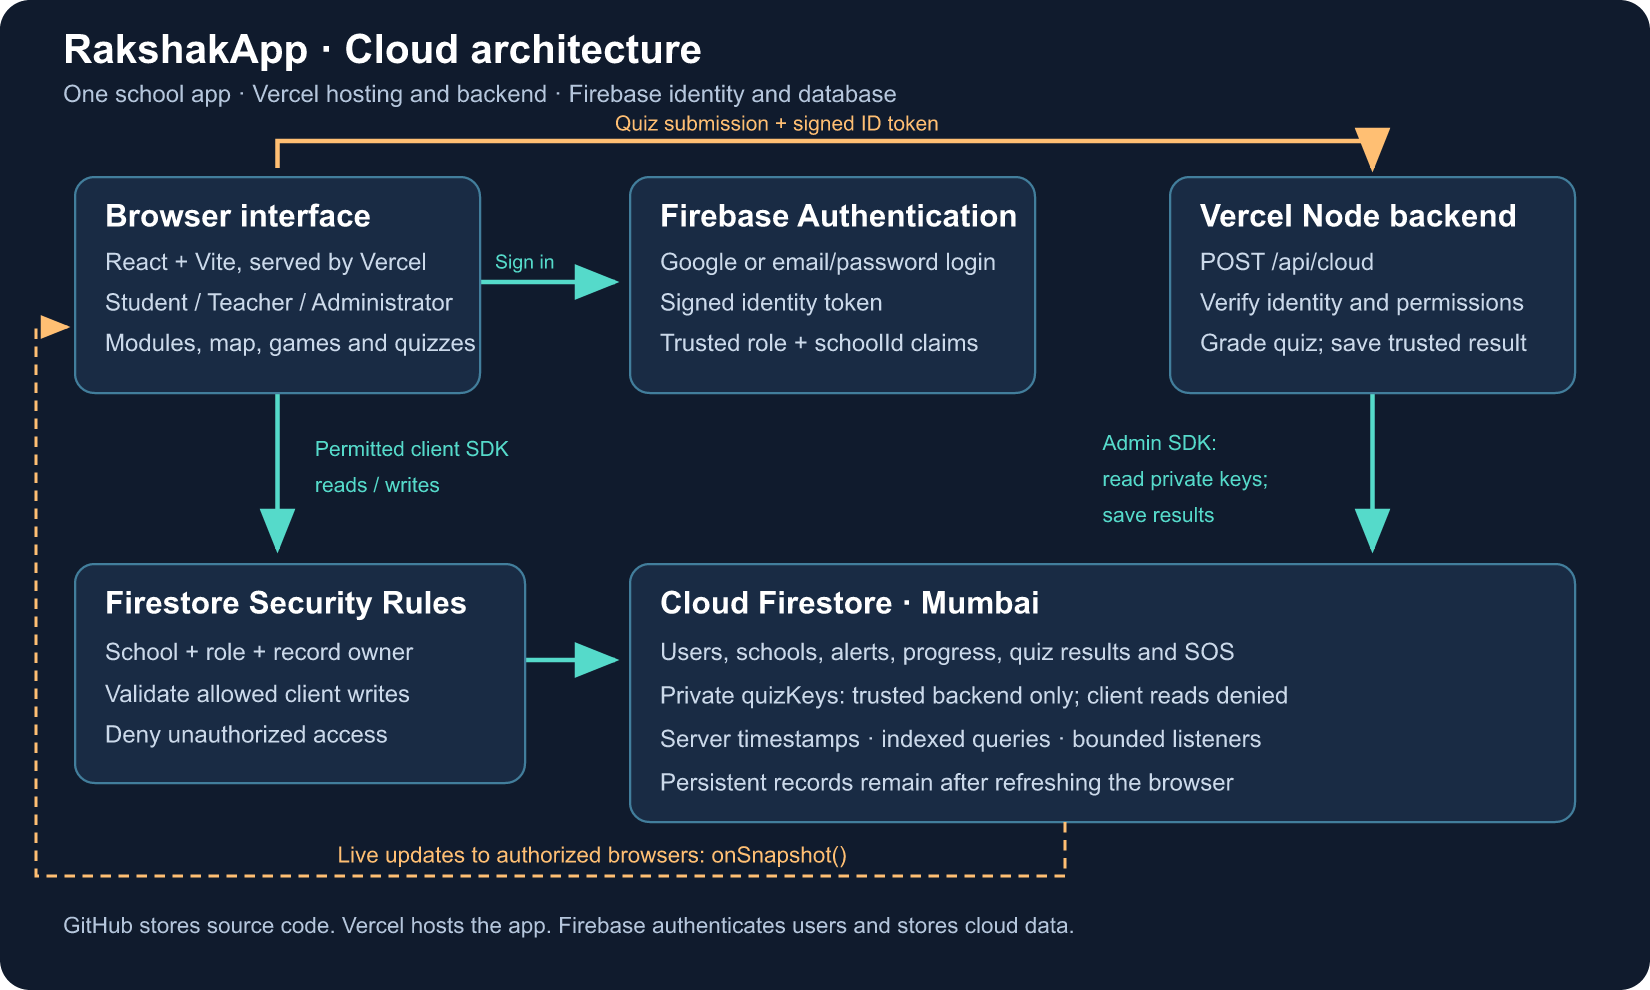 RakshakApp · Cloud architecture
One school app · Vercel hosting and backend · Firebase identity and database
Quiz submission + signed ID token
Browser interface
React + Vite, served by Vercel
Student / Teacher / Administrator
Modules, map, games and quizzes
Sign in
Firebase Authentication
Google or email/password login
Signed identity token
Trusted role + schoolId claims
Vercel Node backend
POST /api/cloud
Verify identity and permissions
Grade quiz; save trusted result
Permitted client SDK
reads / writes
Admin SDK:
read private keys;
save results
Firestore Security Rules
School + role + record owner
Validate allowed client writes
Deny unauthorized access
Cloud Firestore · Mumbai
Users, schools, alerts, progress, quiz results and SOS
Private quizKeys: trusted backend only; client reads denied
Server timestamps · indexed queries · bounded listeners
Persistent records remain after refreshing the browser
Live updates to authorized browsers: onSnapshot()
GitHub stores source code. Vercel hosts the app. Firebase authenticates users and stores cloud data.